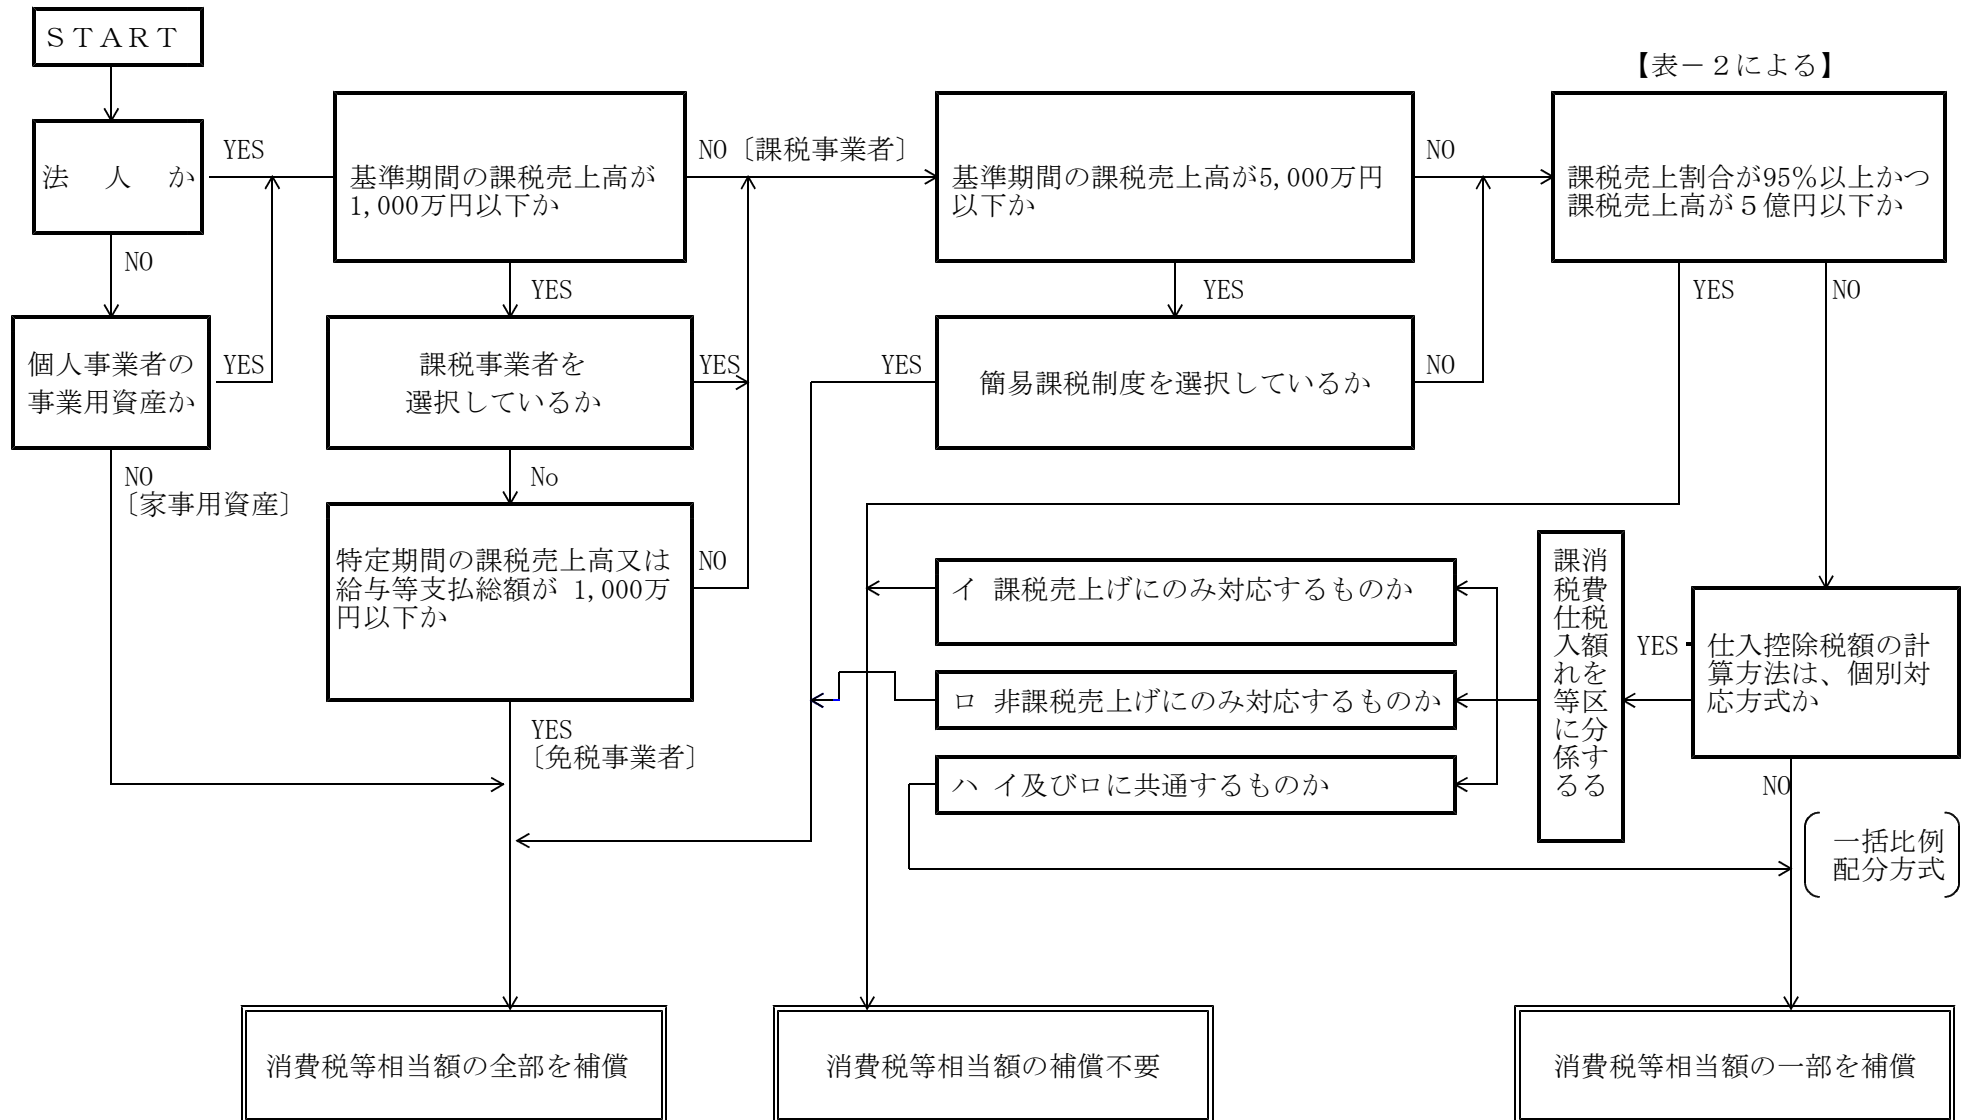 ＳＴＡＲＴ
【表－２による】
法　人　か
YES
基準期間の課税売上高が
1,000万円以下か
NO〔課税事業者〕
基準期間の課税売上高が5,000万円
以下か
NO
課税売上割合が95％以上かつ
課税売上高が５億円以下か
NO
YES
YES
YES
NO
個人事業者の
事業用資産か
YES
課税事業者を
選択しているか
YES
YES
簡易課税制度を選択しているか
NO
NO
〔家事用資産〕
No
特定期間の課税売上高又は
給与等支払総額が 1,000万
円以下か
NO
イ 課税売上げにのみ対応するものか
ロ 非課税売上げにのみ対応するものか
ハ イ及びロに共通するものか
消費税額を区分する
課税仕入れ等に係る
YES
仕入控除税額の計
算方法は、個別対
応方式か
YES
〔免税事業者〕
NO
一括比例
配分方式
消費税等相当額の全部を補償
消費税等相当額の補償不要
消費税等相当額の一部を補償